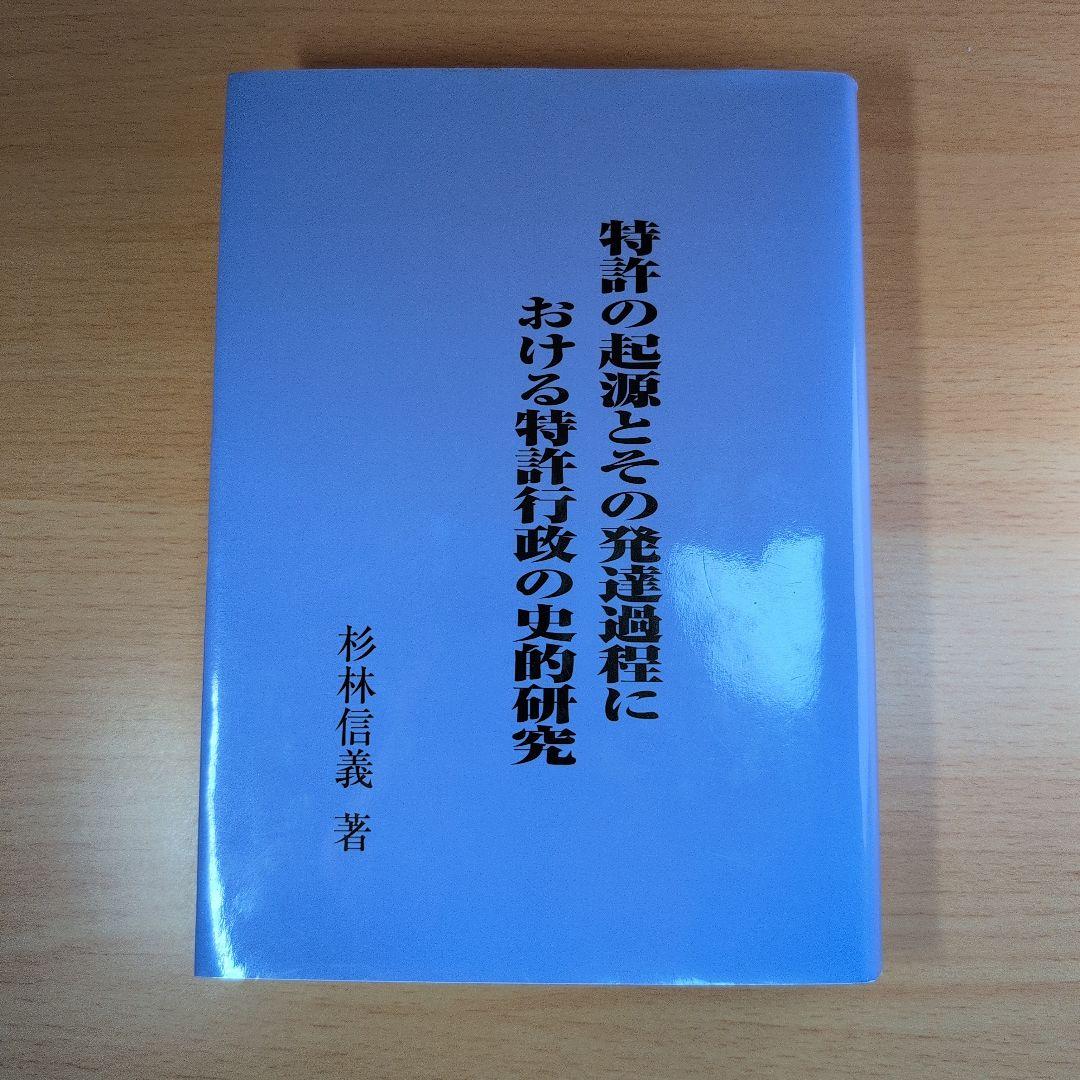 特許の起源とその発達過程に
おける特許行政の史的研究
杉林信義 著